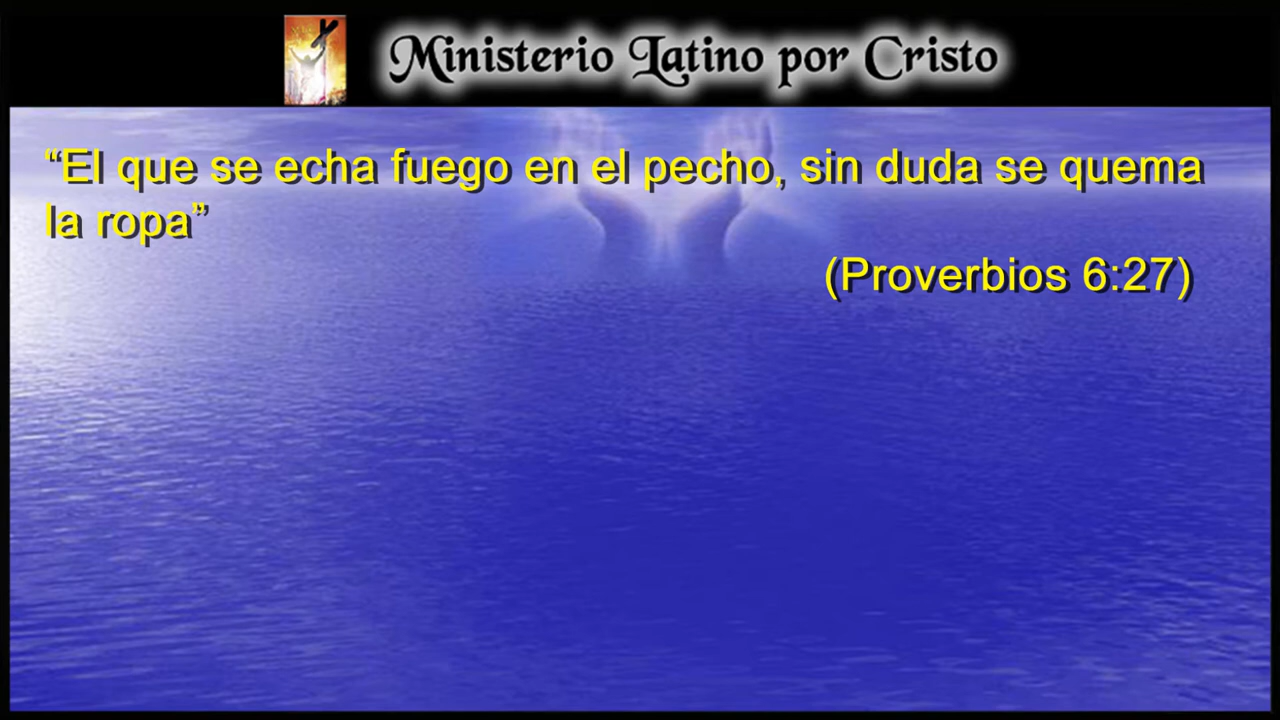 Ministerio Latino por Cristo
“El que se echa fuego en el pecho, sin duda se quema
la ropa”
(Proverbios 6:27)